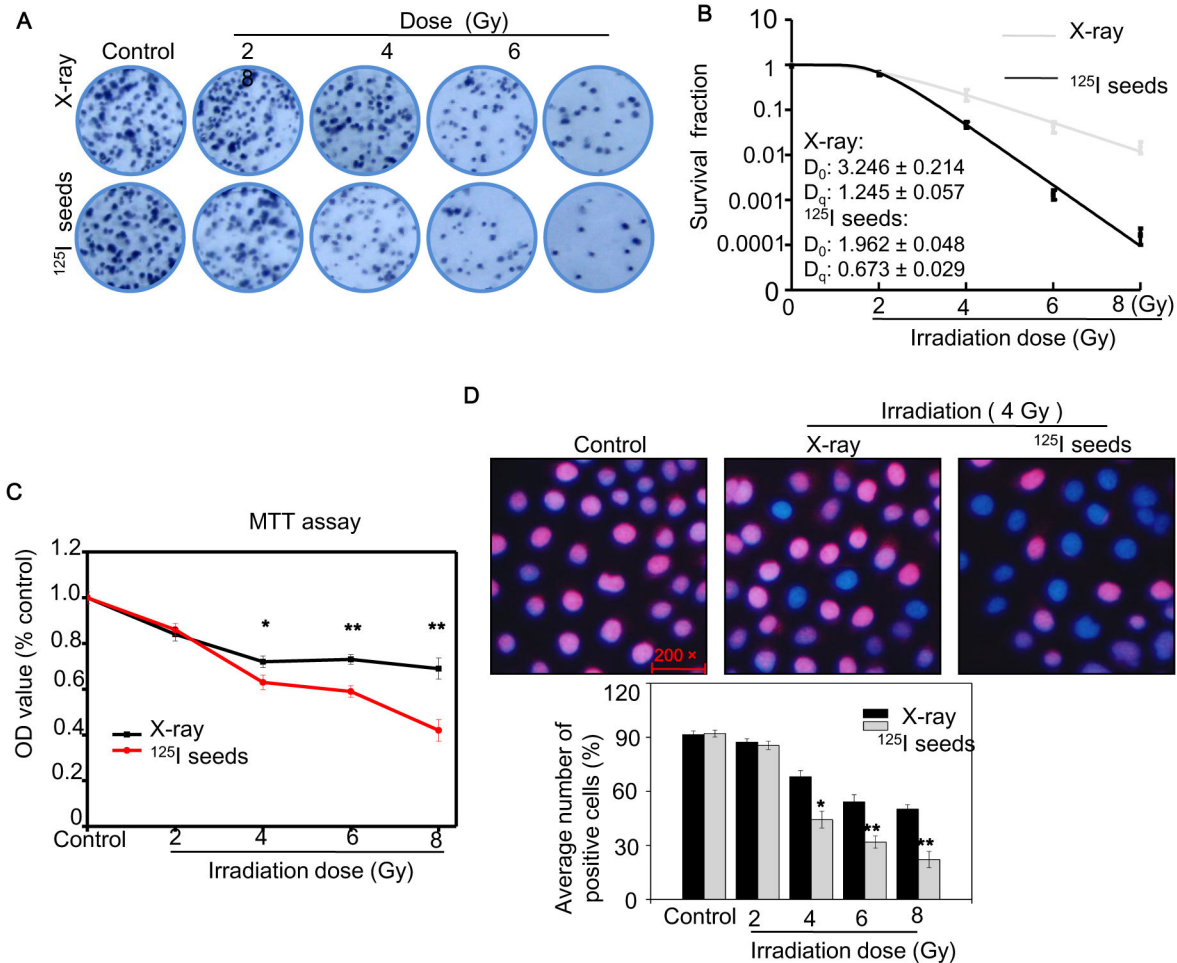 A
Dose (Gy)
Control
2
4
6
8
X-ray
¹²⁵I seeds
B
X-ray
¹²⁵I seeds
Survival fraction
10
1
0.1
0.01
0.001
0.0001
0
X-ray:
D₀: 3.246 ± 0.214
Dq: 1.245 ± 0.057
¹²⁵I seeds:
D₀: 1.962 ± 0.048
Dq: 0.673 ± 0.029
0
2
4
6
8 (Gy)
Irradiation dose (Gy)
C
MTT assay
OD value (% control)
1.2
1.0
0.8
0.6
0.4
0.2
0
*
**
**
X-ray
¹²⁵I seeds
Control
2
4
6
8
Irradiation dose (Gy)
D
Irradiation ( 4 Gy )
Control
X-ray
¹²⁵I seeds
200 ×
Average number of
positive cells (%)
120
90
60
30
0
X-ray
¹²⁵I seeds
*
**
**
Control
2
4
6
8
Irradiation dose (Gy)